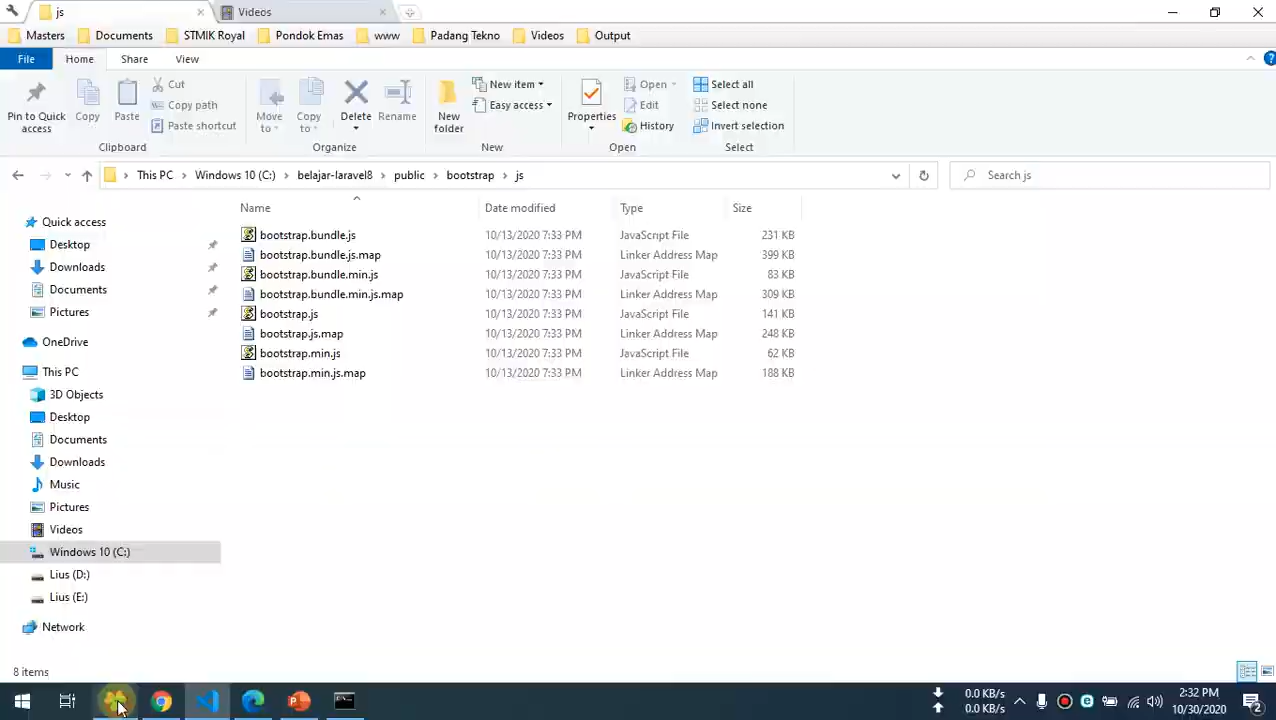 js
Videos
Masters
Documents
STMIK Royal
Pondok Emas
www
Padang Tekno
Videos
Output
File
Home
Share
View
Pin to Quick access
Copy
Paste
Cut
Copy path
Paste shortcut
Clipboard
Move to
Copy to
Delete
Rename
Organize
New folder
New item
Easy access
New
Properties
Open
Edit
History
Open
Select all
Select none
Invert selection
Select
This PC
Windows 10 (C:)
belajar-laravel8
public
bootstrap
js
Search js
Name Date modified Type Size
bootstrap.bundle.js 10/13/2020 7:33 PM JavaScript File 231 KB
bootstrap.bundle.js.map 10/13/2020 7:33 PM Linker Address Map 399 KB
bootstrap.bundle.min.js 10/13/2020 7:33 PM JavaScript File 83 KB
bootstrap.bundle.min.js.map 10/13/2020 7:33 PM Linker Address Map 309 KB
bootstrap.js 10/13/2020 7:33 PM JavaScript File 141 KB
bootstrap.js.map 10/13/2020 7:33 PM Linker Address Map 248 KB
bootstrap.min.js 10/13/2020 7:33 PM JavaScript File 62 KB
bootstrap.min.js.map 10/13/2020 7:33 PM Linker Address Map 188 KB
Quick access
Desktop
Downloads
Documents
Pictures
OneDrive
This PC
3D Objects
Desktop
Documents
Downloads
Music
Pictures
Videos
Windows 10 (C:)
Lius (D:)
Lius (E:)
Network
8 items
0.0 KB/s
0.0 KB/s
2:32 PM
10/30/2020
2